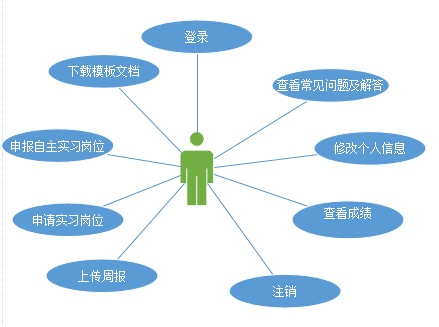 登录
下载模板文档
查看常见问题及解答
申报自主实习岗位
修改个人信息
申请实习岗位
查看成绩
上传周报
注销